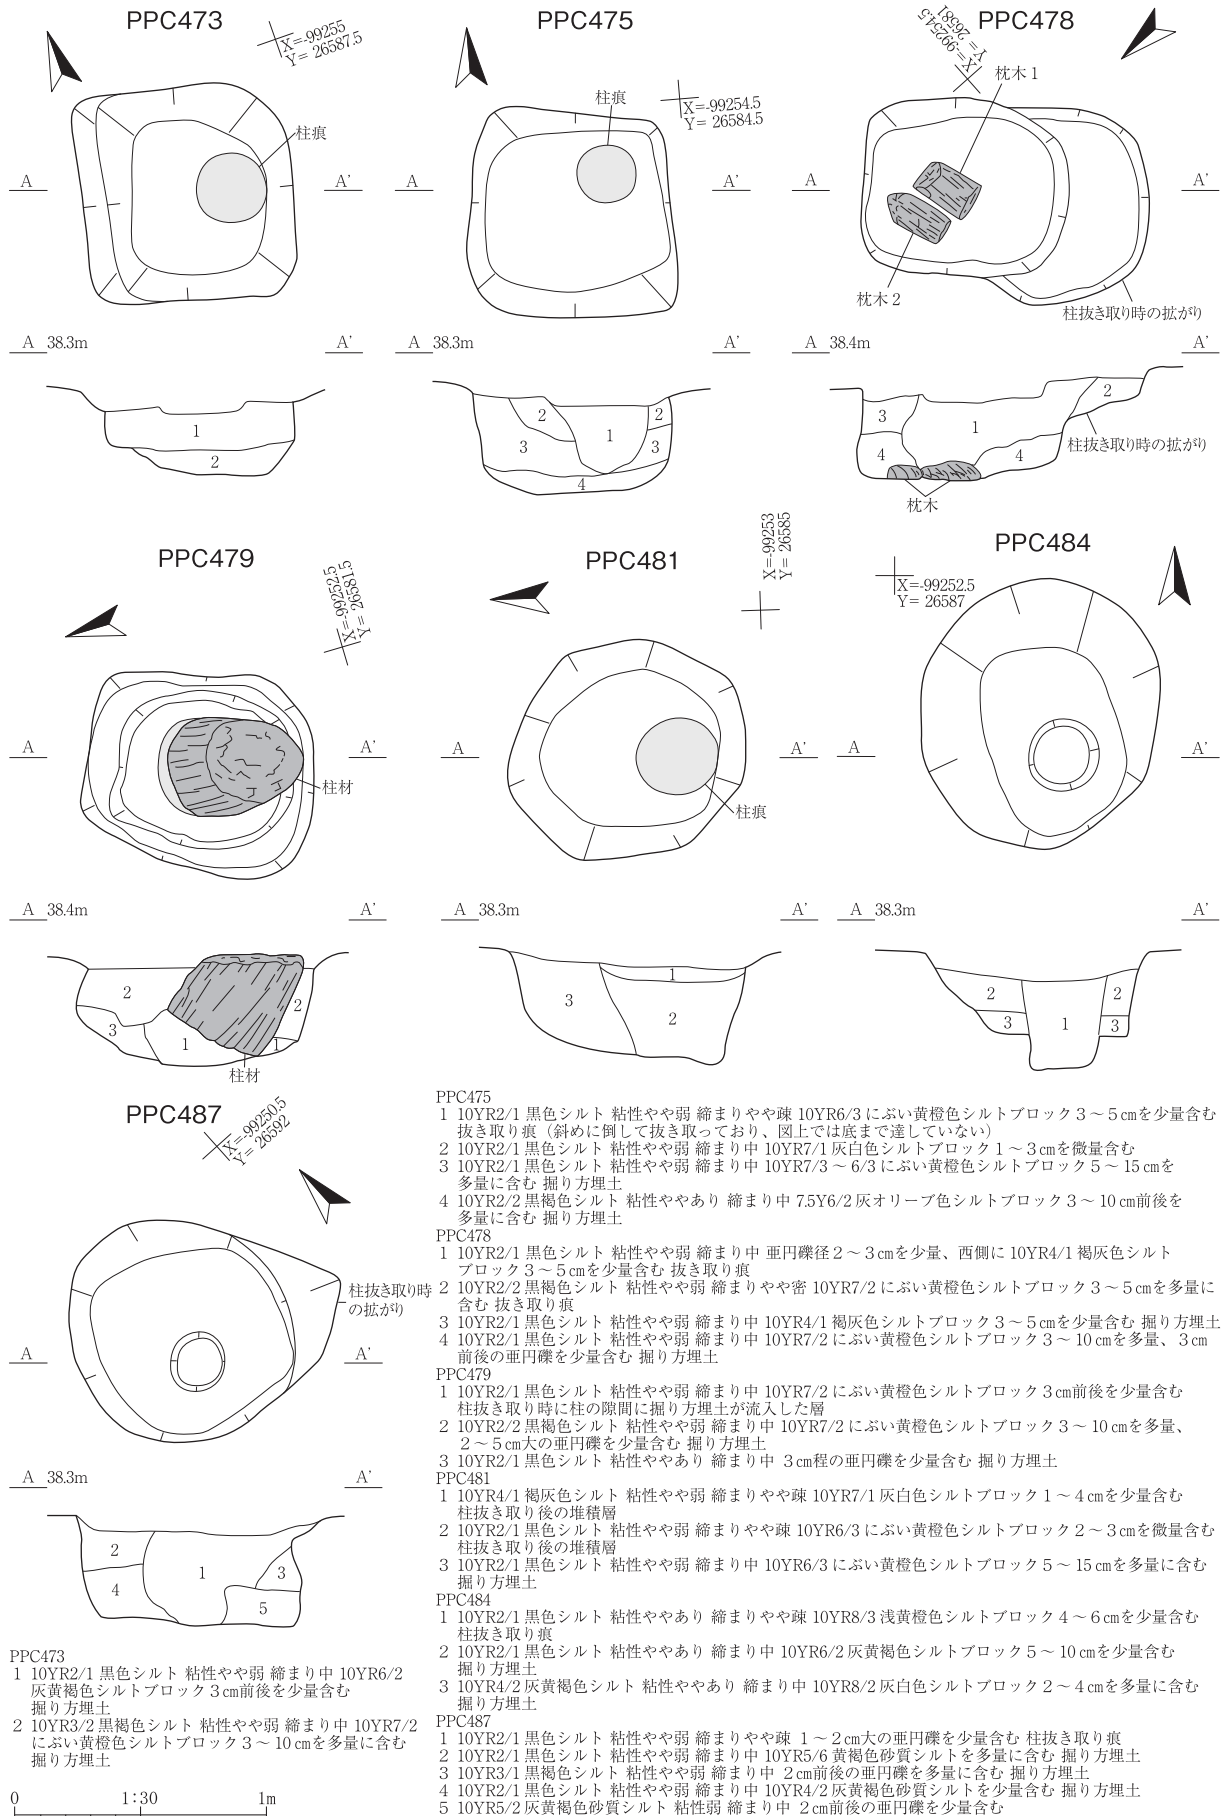 PPC473
X=-99255
Y= 26587.5
柱痕
A
A'
A 38.3m
A'
1
2
PPC475
柱痕
X=-99254.5
Y= 26584.5
A
A'
A 38.3m
A'
2
1
2
3
3
4
PPC478
X=-99254.5
Y= 26581
枕木1
A
A'
枕木2
柱抜き取り時の拡がり
A 38.4m
A'
2
3
1
4
4
柱抜き取り時の拡がり
枕木
PPC479
X=-99252.5
Y= 26581.5
A
A'
柱材
A 38.4m
A'
2
2
3
1
1
柱材
PPC481
X=-99253
Y= 26585
A
A'
柱痕
A 38.3m
A'
1
3
2
PPC484
X=-99252.5
Y= 26587
A
A'
A 38.3m
A'
2
2
3
1
3
PPC487
X=-99250.5
Y= 26592
柱抜き取り時
の拡がり
A
A'
A 38.3m
A'
2
1
3
4
5
PPC473
1 10YR2/1 黒色シルト 粘性やや弱 締まり中 10YR6/2
灰黄褐色シルトブロック3㎝前後を少量含む
掘り方埋土
2 10YR3/2 黒褐色シルト 粘性やや弱 締まり中 10YR7/2
にぶい黄橙色シルトブロック3～10㎝を多量に含む
掘り方埋土
0 1:30 1m
PPC475
1 10YR2/1 黒色シルト 粘性やや弱 締まりやや疎 10YR6/3 にぶい黄橙色シルトブロック3～5㎝を少量含む
抜き取り痕（斜めに倒して抜き取っており、図上では底まで達していない）
2 10YR2/1 黒色シルト 粘性やや弱 締まり中 10YR7/1 灰白色シルトブロック1～3㎝を微量含む
3 10YR2/1 黒色シルト 粘性やや弱 締まり中 10YR7/3～6/3 にぶい黄橙色シルトブロック5～15㎝を
多量に含む 掘り方埋土
4 10YR2/2 黒褐色シルト 粘性ややあり 締まり中 7.5Y6/2 灰オリーブ色シルトブロック3～10㎝前後を
多量に含む 掘り方埋土
PPC478
1 10YR2/1 黒色シルト 粘性やや弱 締まり中 亜円礫径2～3㎝を少量、西側に 10YR4/1 褐灰色シルト
ブロック3～5㎝を少量含む 抜き取り痕
2 10YR2/2 黒褐色シルト 粘性やや弱 締まりやや密 10YR7/2 にぶい黄橙色シルトブロック3～5㎝を多量に
含む 抜き取り痕
3 10YR2/1 黒色シルト 粘性やや弱 締まり中 10YR4/1 褐灰色シルトブロック3～5㎝を少量含む 掘り方埋土
4 10YR2/1 黒色シルト 粘性やや弱 締まり中 10YR7/2 にぶい黄橙色シルトブロック3～10㎝を多量、3㎝
前後の亜円礫を少量含む 掘り方埋土
PPC479
1 10YR2/1 黒色シルト 粘性やや弱 締まり中 10YR7/2 にぶい黄橙色シルトブロック3㎝前後を少量含む
柱抜き取り時に柱の隙間に掘り方埋土が流入した層
2 10YR2/2 黒褐色シルト 粘性やや弱 締まり中 10YR7/2 にぶい黄橙色シルトブロック3～10㎝を多量、
2～5㎝大の亜円礫を少量含む 掘り方埋土
3 10YR2/1 黒色シルト 粘性ややあり 締まり中 3㎝程の亜円礫を少量含む 掘り方埋土
PPC481
1 10YR4/1 褐灰色シルト 粘性やや弱 締まりやや疎 10YR7/1 灰白色シルトブロック1～4㎝を少量含む
柱抜き取り後の堆積層
2 10YR2/1 黒色シルト 粘性やや弱 締まりやや疎 10YR6/3 にぶい黄橙色シルトブロック2～3㎝を微量含む
柱抜き取り後の堆積層
3 10YR2/1 黒色シルト 粘性やや弱 締まり中 10YR6/3 にぶい黄橙色シルトブロック5～15㎝を多量に含む
掘り方埋土
PPC484
1 10YR2/1 黒色シルト 粘性ややあり 締まりやや疎 10YR8/3 浅黄橙色シルトブロック4～6㎝を少量含む
柱抜き取り痕
2 10YR2/1 黒色シルト 粘性ややあり 締まり中 10YR6/2 灰黄褐色シルトブロック5～10㎝を少量含む
掘り方埋土
3 10YR4/2 灰黄褐色シルト 粘性ややあり 締まり中 10YR8/2 灰白色シルトブロック2～4㎝を多量に含む
掘り方埋土
PPC487
1 10YR2/1 黒色シルト 粘性やや弱 締まりやや疎 1～2㎝大の亜円礫を少量含む 柱抜き取り痕
2 10YR2/1 黒色シルト 粘性やや弱 締まり中 10YR5/6 黄褐色砂質シルトを多量に含む 掘り方埋土
3 10YR3/1 黒褐色シルト 粘性やや弱 締まり中 2㎝前後の亜円礫を多量に含む 掘り方埋土
4 10YR2/1 黒色シルト 粘性やや弱 締まり中 10YR4/2 灰黄褐色砂質シルトを少量含む 掘り方埋土
5 10YR5/2 灰黄褐色砂質シルト 粘性弱 締まり中 2㎝前後の亜円礫を少量含む